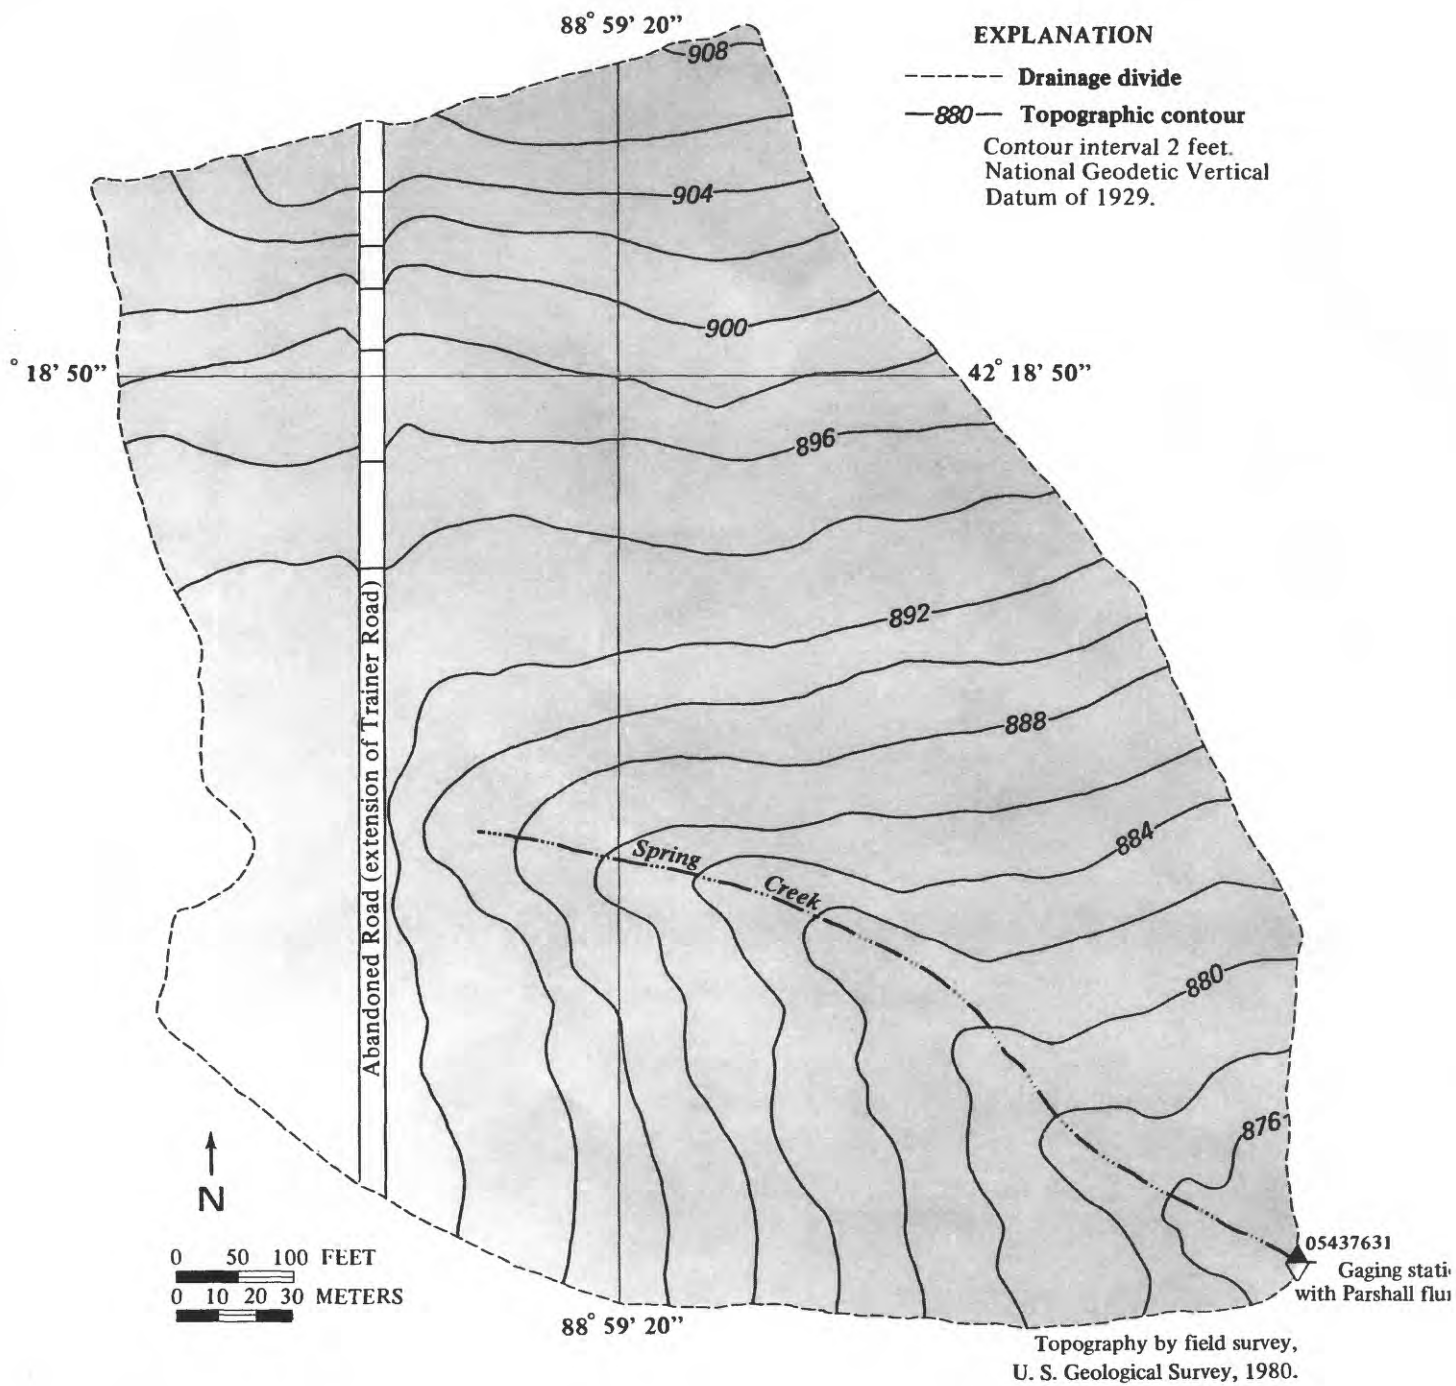 88° 59' 20"
EXPLANATION
Drainage divide
880 Topographic contour
Contour interval 2 feet.
National Geodetic Vertical
Datum of 1929.
908
904
900
° 18' 50"
42° 18' 50"
896
892
888
884
880
876
Abandoned Road (extension of Trainer Road)
Spring Creek
N
0 50 100 FEET
0 10 20 30 METERS
88° 59' 20"
05437631
Gaging stati
with Parshall flu
Topography by field survey,
U. S. Geological Survey, 1980.